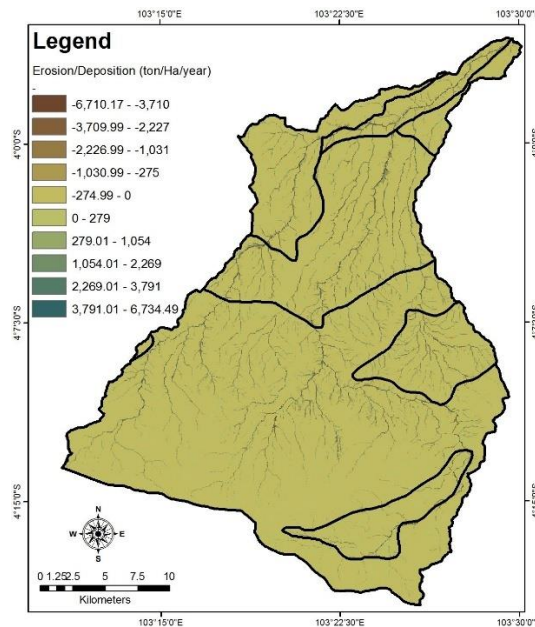 103°15'0"E 103°22'30"E 103°30'0"E
Legend
Erosion/Deposition (ton/Ha/year)
-6,710.17 - -3,710
-3,709.99 - -2,227
-2,226.99 - -1,031
-1,030.99 - -275
-274.99 - 0
0 - 279
279.01 - 1,054
1,054.01 - 2,269
2,269.01 - 3,791
3,791.01 - 6,734.49
4°0'0"S 4°0'0"S
4°7'30"S
4°15'0"S
N
W E
S
0 1.25 2.5 5 7.5 10
Kilometers
103°15'0"E 103°22'30"E 103°30'0"E